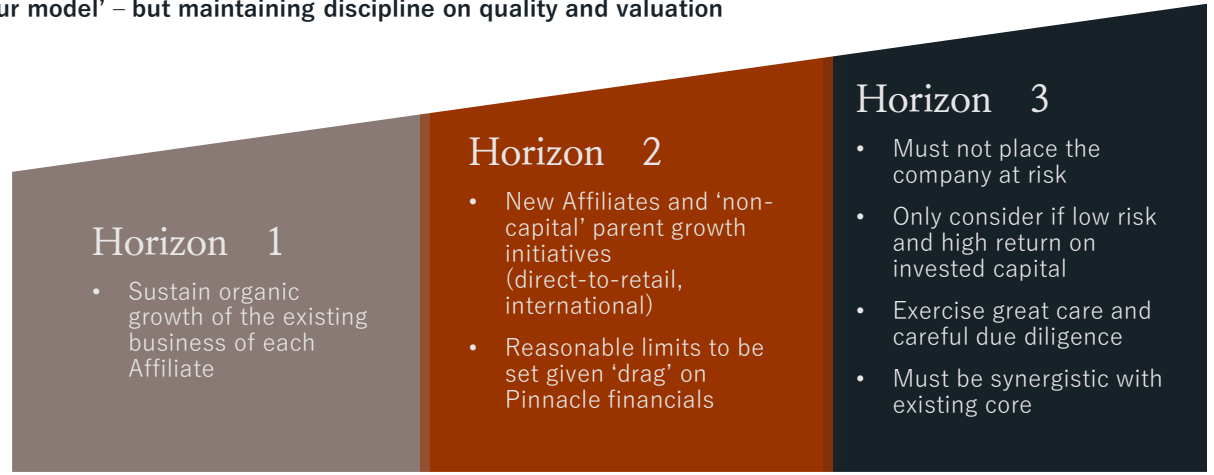 ur model' – but maintaining discipline on quality and valuation
Horizon 1
• Sustain organic
growth of the existing
business of each
Affiliate
Horizon 2
• New Affiliates and ‘non-
capital’ parent growth
initiatives
(direct-to-retail,
international)
• Reasonable limits to be
set given ‘drag’ on
Pinnacle financials
Horizon 3
• Must not place the
company at risk
• Only consider if low risk
and high return on
invested capital
• Exercise great care and
careful due diligence
• Must be synergistic with
existing core